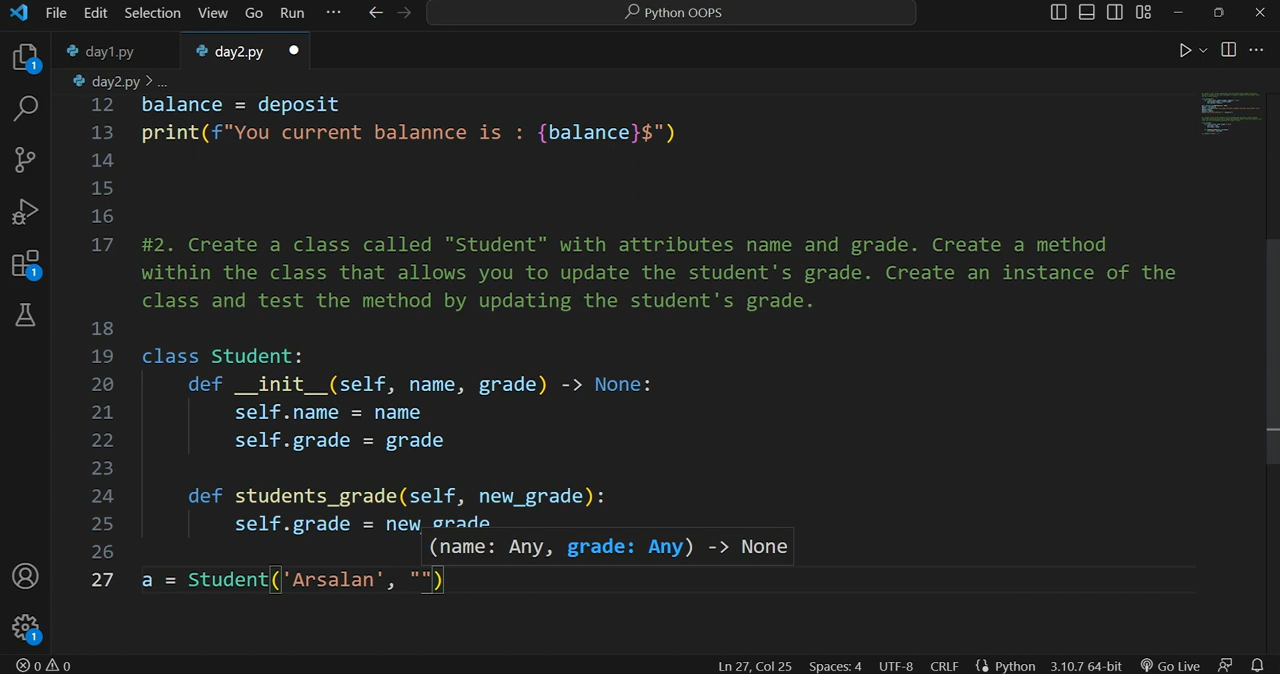 File Edit Selection View Go Run ··· Python OOPS
day1.py day2.py
day2.py > ...
12 balance = deposit
13 print(f"You current balannce is : {balance}$")
14
15
16
17 #2. Create a class called "Student" with attributes name and grade. Create a method
within the class that allows you to update the student's grade. Create an instance of the
class and test the method by updating the student's grade.
18
19 class Student:
20 def __init__(self, name, grade) -> None:
21 self.name = name
22 self.grade = grade
23
24 def students_grade(self, new_grade):
25 self.grade = new_grade
26
(name: Any, grade: Any) -> None
27 a = Student('Arsalan', "")
1
1
1
0 0 Ln 27, Col 25 Spaces: 4 UTF-8 CRLF Python 3.10.7 64-bit Go Live